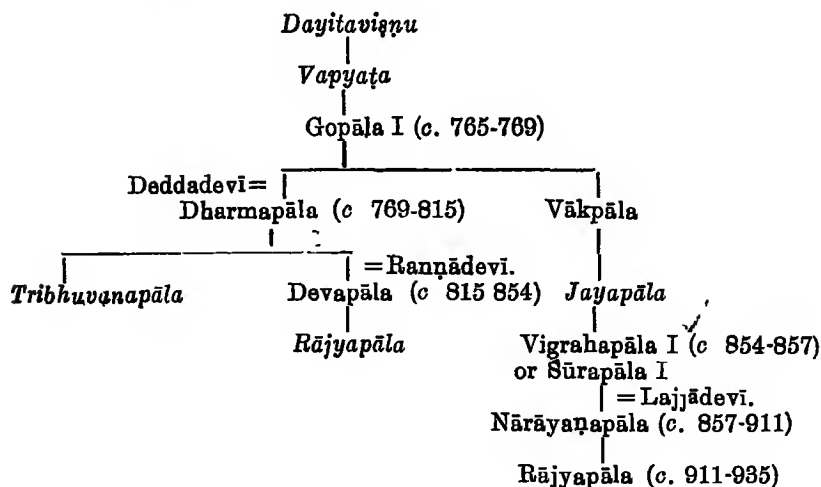 Dayitaviṣṇu
Vapyaṭa
Gopāla I (c. 765-769)
Deddadevī=
Dharmapāla (c 769-815) Vākpāla
=Raṇṇādevī.
Tribhuvanapāla Devapāla (c 815 854) Jayapāla
Rājyapāla Vigrahapāla I (c 854-857)
or Śūrapāla I
=Lajjādevī.
Nārāyaṇapāla (c. 857-911)
Rājyapāla (c. 911-935)